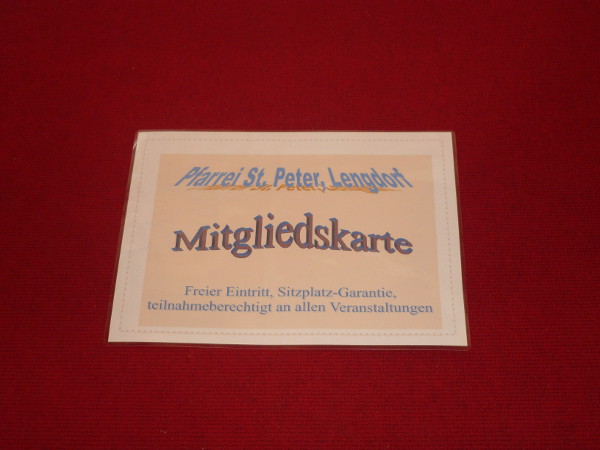 Pfarrei St. Peter, Lengdorf
Mitgliedskarte
Freier Eintritt, Sitzplatz-Garantie,
teilnahmeberechtigt an allen Veranstaltungen